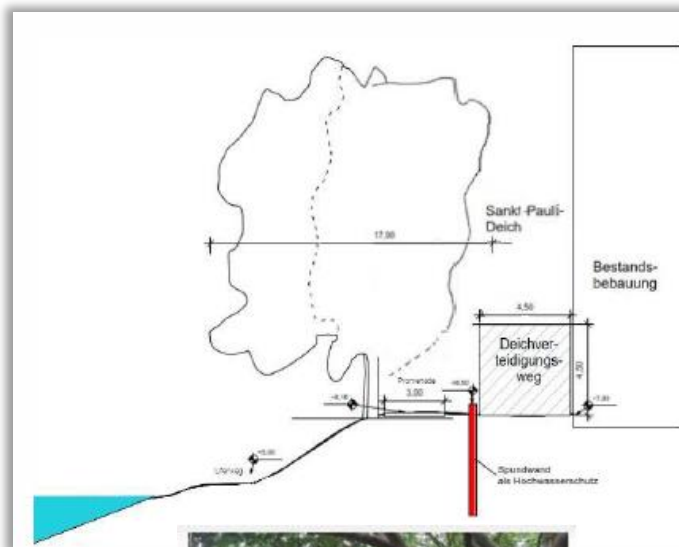 17,00
Sankt-Pauli-
Deich
Bestands-
bebauung
4,50
Deichver-
teidigungs-
weg
4,50
Promenade
3,00
Uferweg
Spundwand
als Hochwasserschutz